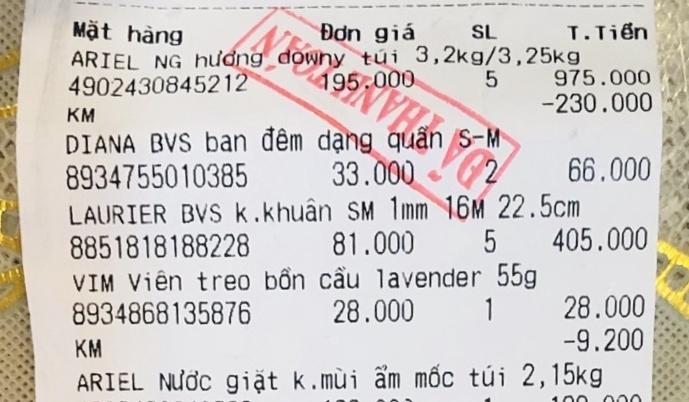 Mặt hàng Đơn giá SL T.Tiền
ARIEL NG hương downy túi 3,2kg/3,25kg
4902430845212 195.000 5 975.000
KM -230.000
DIANA BVS ban đêm dạng quần S-M
8934755010385 33.000 2 66.000
LAURIER BVS k.khuẩn SM 1mm 16M 22.5cm
8851818188228 81.000 5 405.000
VIM Viên treo bồn cầu lavender 55g
8934868135876 28.000 1 28.000
KM -9.200
ARIEL Nước giặt k.mùi ẩm mốc túi 2,15kg
ĐÃ THANH TOÁN